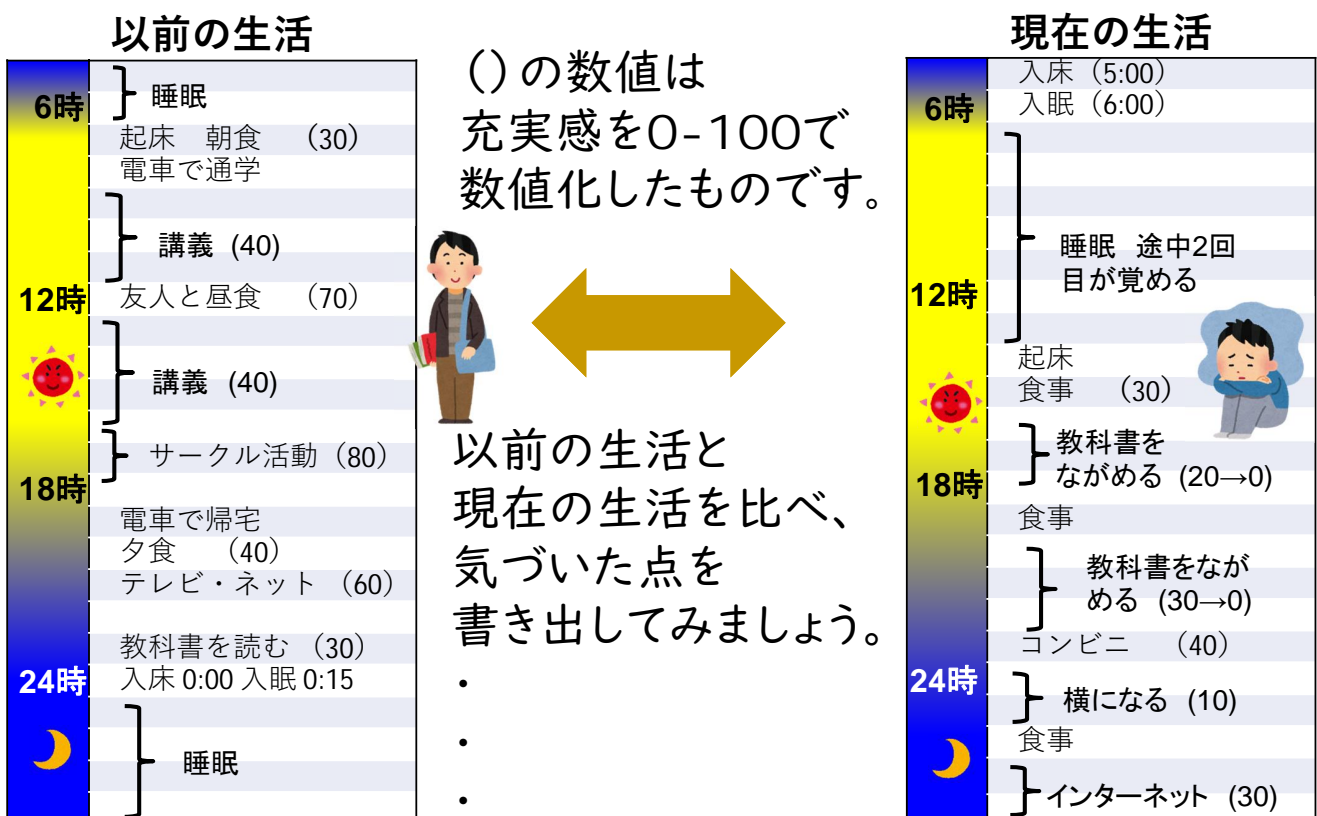 以前の生活
6時
12時
18時
24時
睡眠
起床 朝食 (30)
電車で通学
講義 (40)
友人と昼食 (70)
講義 (40)
サークル活動 (80)
電車で帰宅
夕食 (40)
テレビ・ネット (60)
教科書を読む (30)
入床 0:00 入眠 0:15
睡眠
()の数値は
充実感を0-100で
数値化したものです。
以前の生活と
現在の生活を比べ、
気づいた点を
書き出してみましょう。
・
・
・
現在の生活
6時
12時
18時
24時
入床 (5:00)
入眠 (6:00)
睡眠 途中2回
目が覚める
起床
食事 (30)
教科書を
ながめる (20→0)
食事
教科書をなが
める (30→0)
コンビニ (40)
横になる (10)
食事
インターネット (30)